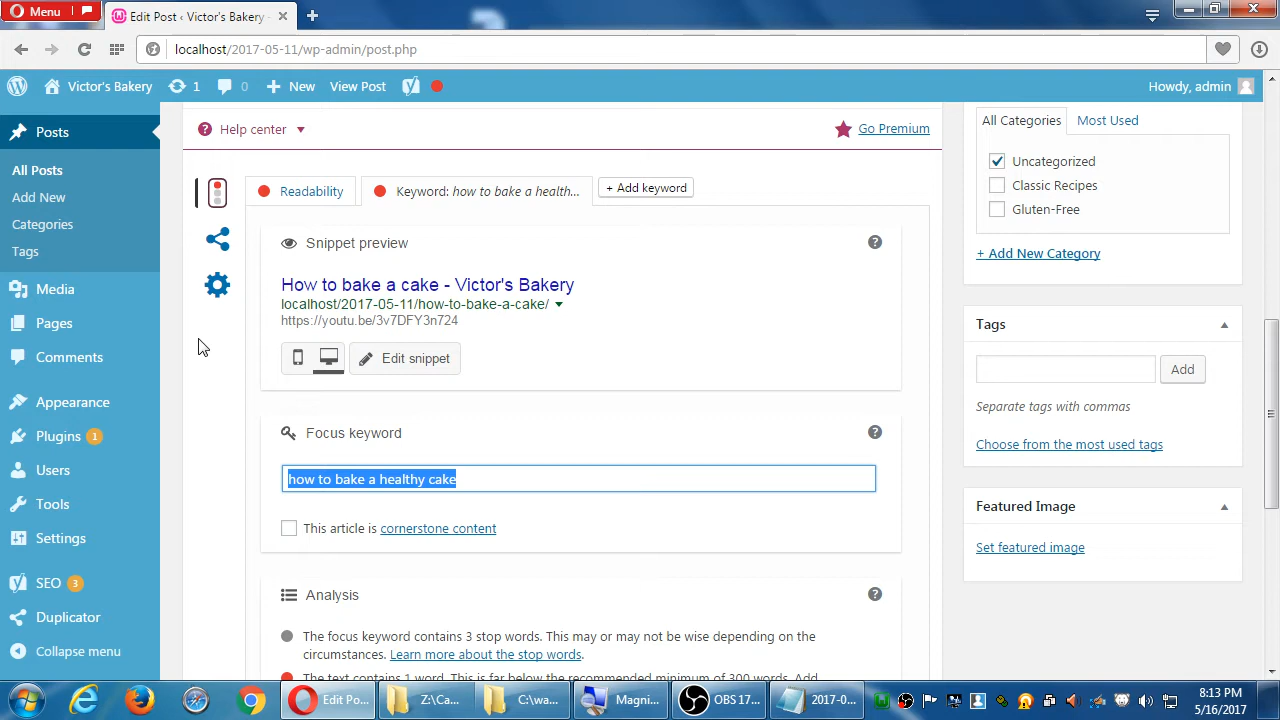 Menu
Edit Post ‹ Victor's Bakery -
localhost/2017-05-11/wp-admin/post.php
Victor's Bakery
1
0
New
View Post
Howdy, admin
Posts
All Posts
Add New
Categories
Tags
Media
Pages
Comments
Appearance
Plugins 1
Users
Tools
Settings
SEO 3
Duplicator
Collapse menu
Help center
Go Premium
Readability
Keyword: how to bake a health...
+ Add keyword
Snippet preview
How to bake a cake - Victor's Bakery
localhost/2017-05-11/how-to-bake-a-cake/
https://youtu.be/3v7DFY3n724
Edit snippet
Focus keyword
how to bake a healthy cake
This article is cornerstone content
Analysis
The focus keyword contains 3 stop words. This may or may not be wise depending on the
circumstances. Learn more about the stop words.
The text contains 1 word. This is far below the recommended minimum of 300 words. Add
All Categories
Most Used
Uncategorized
Classic Recipes
Gluten-Free
+ Add New Category
Tags
Add
Separate tags with commas
Choose from the most used tags
Featured Image
Set featured image
Edit Po...
Z:\Ca...
C:\wa...
Magni...
OBS 17...
2017-0...
8:13 PM
5/16/2017